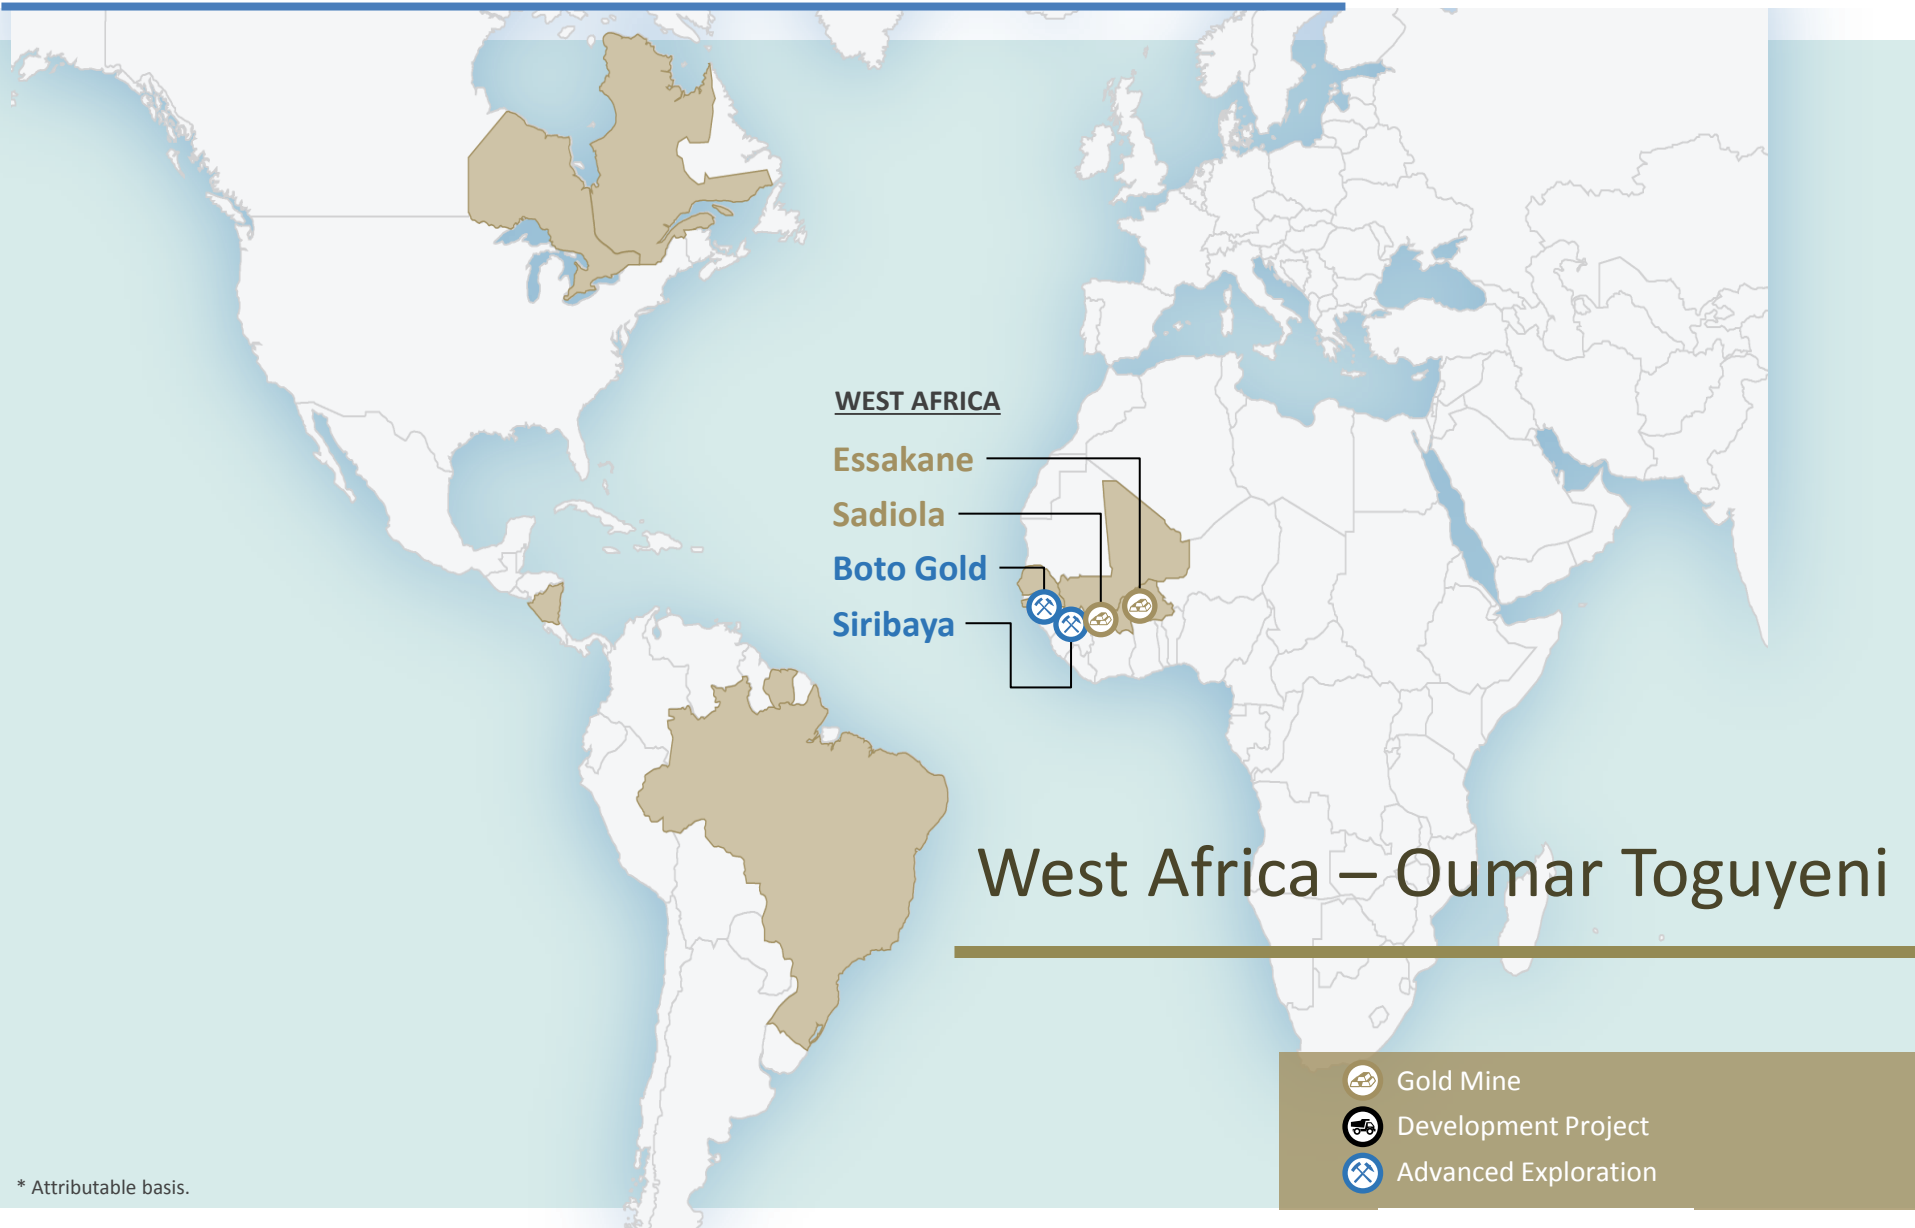 WEST AFRICA
Essakane
Sadiola
Boto Gold
Siribaya
West Africa – Oumar Toguyeni
Gold Mine
Development Project
Advanced Exploration
* Attributable basis.